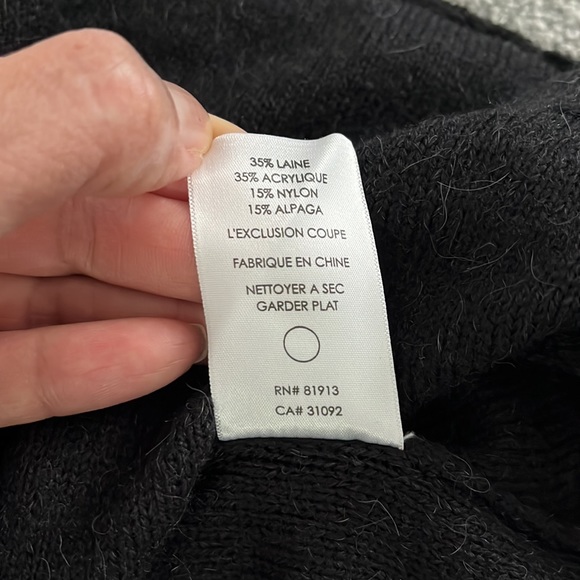 35% LAINE
35% ACRYLIQUE
15% NYLON
15% ALPAGA
L'EXCLUSION COUPE
FABRIQUE EN CHINE
NETTOYER A SEC
GARDER PLAT
RN# 81913
CA# 31092